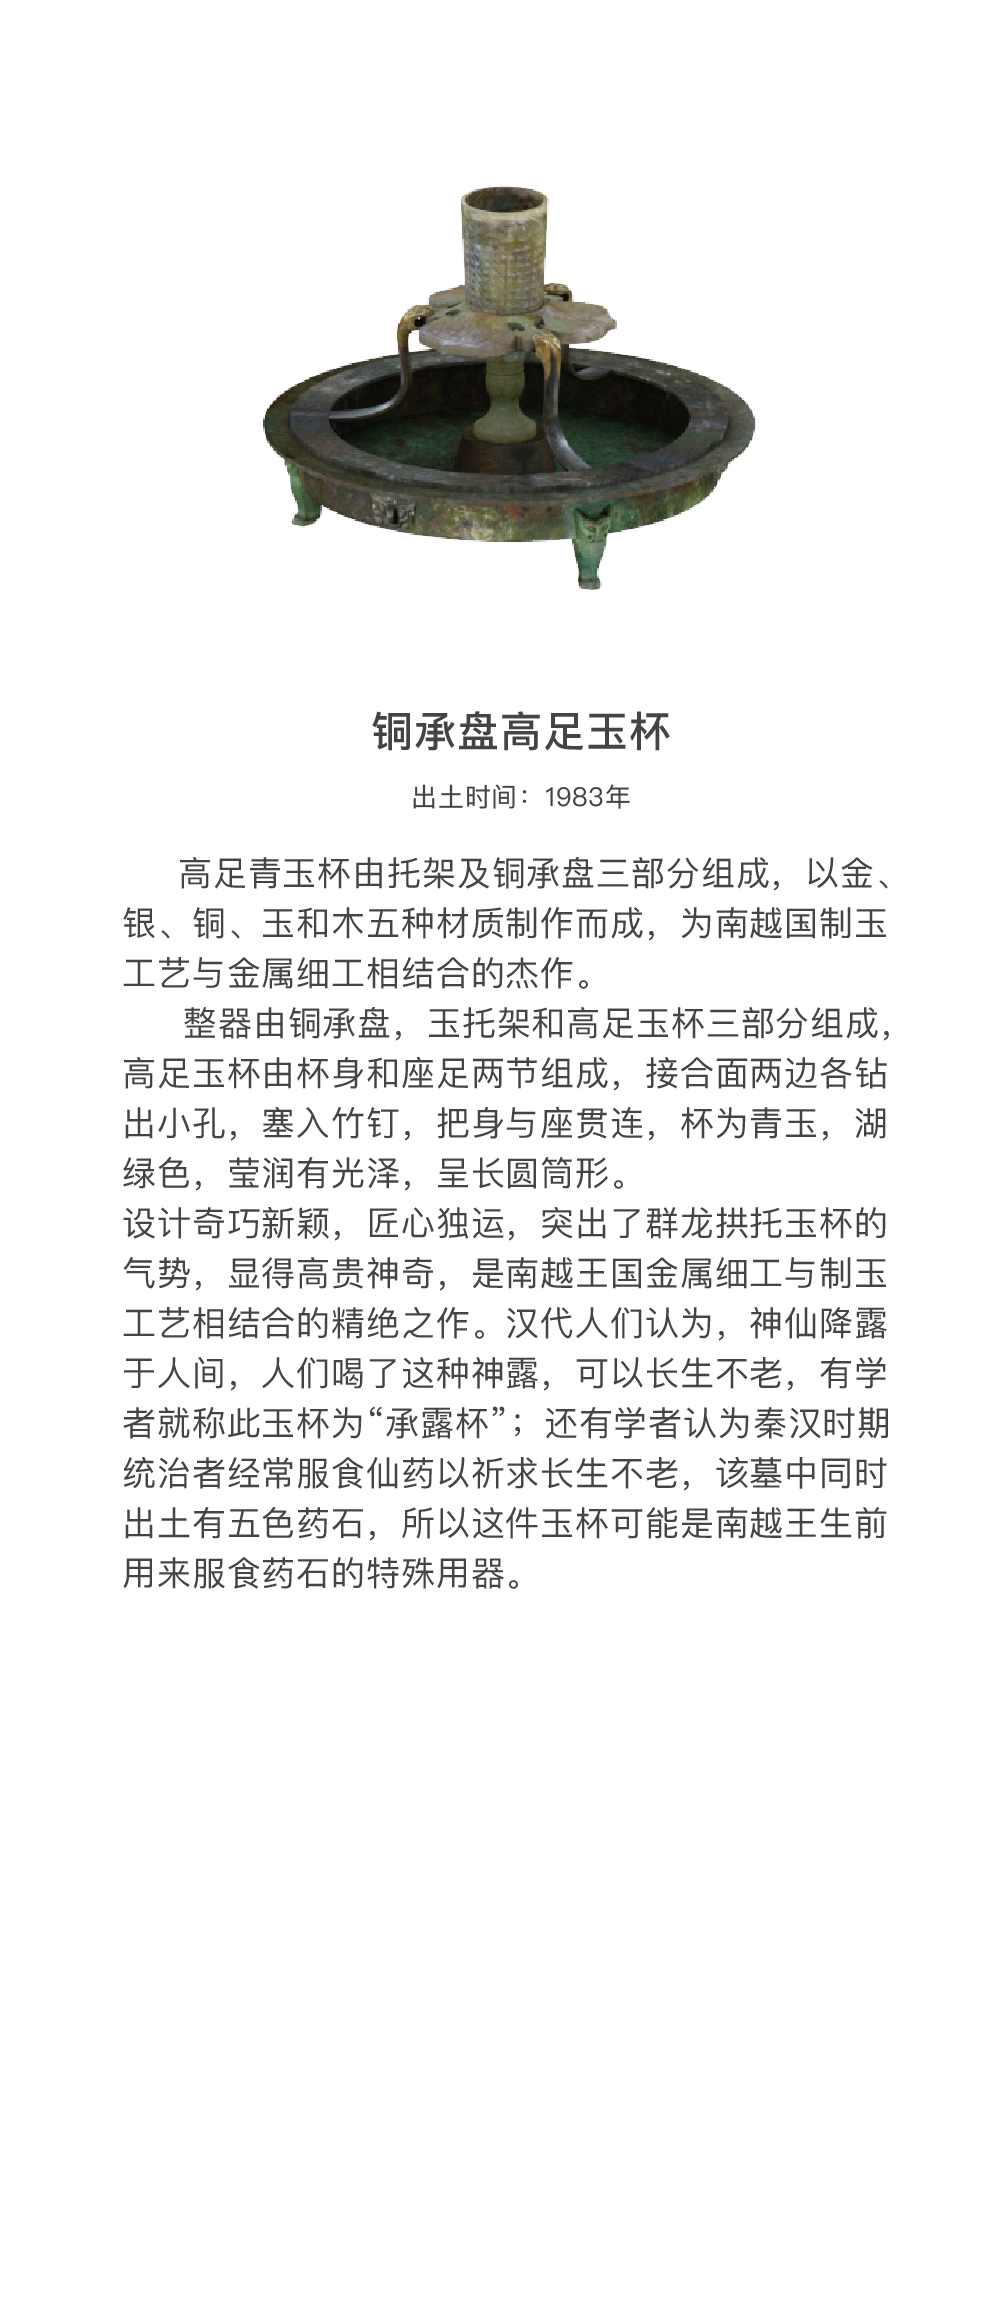 铜承盘高足玉杯
出土时间：1983年
高足青玉杯由托架及铜承盘三部分组成，以金、
银、铜、玉和木五种材质制作而成，为南越国制玉
工艺与金属细工相结合的杰作。
整器由铜承盘，玉托架和高足玉杯三部分组成，
高足玉杯由杯身和座足两节组成，接合面两边各钻
出小孔，塞入竹钉，把身与座贯连，杯为青玉，湖
绿色，莹润有光泽，呈长圆筒形。
设计奇巧新颖，匠心独运，突出了群龙拱托玉杯的
气势，显得高贵神奇，是南越王国金属细工与制玉
工艺相结合的精绝之作。汉代人们认为，神仙降露
于人间，人们喝了这种神露，可以长生不老，有学
者就称此玉杯为“承露杯”；还有学者认为秦汉时期
统治者经常服食仙药以祈求长生不老，该墓中同时
出土有五色药石，所以这件玉杯可能是南越王生前
用来服食药石的特殊用器。